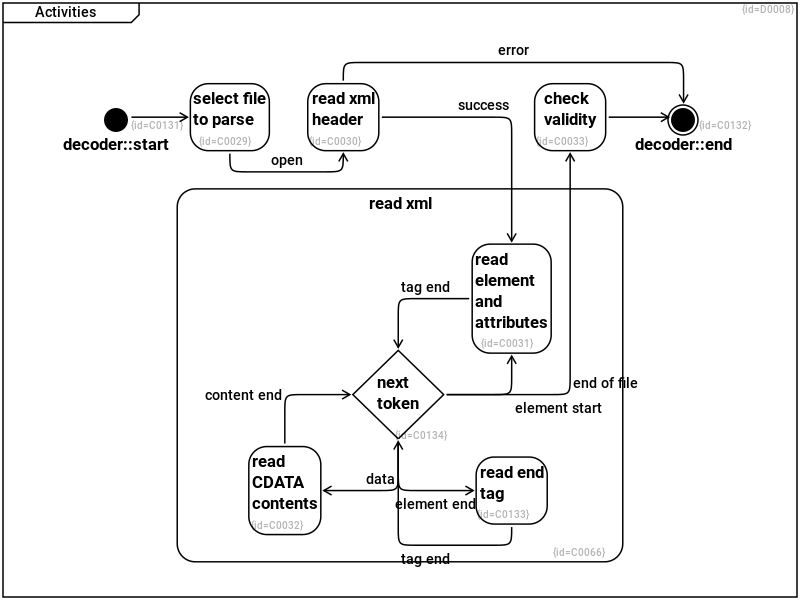 Activities
{id=D0008}
error
select file
to parse
{id=C0029}
read xml
header
{id=C0030}
success
check
validity
{id=C0033}
{id=C0131}
decoder::start
{id=C0132}
decoder::end
open
read xml
read
element
and
attributes
{id=C0031}
tag end
next
token
{id=C0134}
content end
end of file
element start
read
CDATA
contents
{id=C0032}
data
element end
read end
tag
{id=C0133}
tag end
{id=C0066}